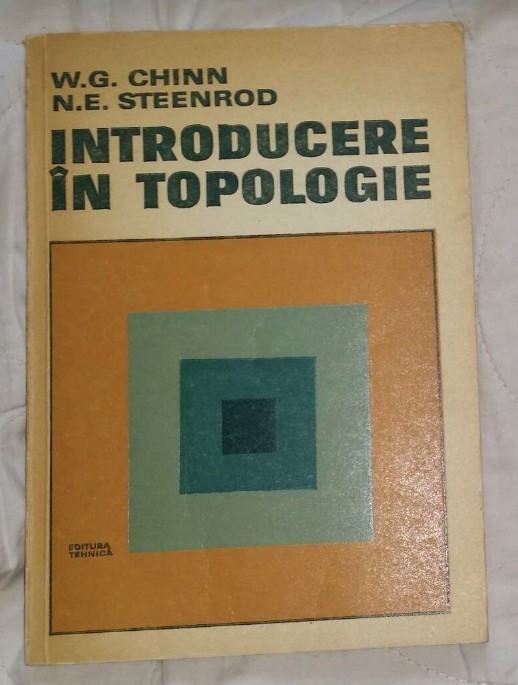 W.G. CHINN
N.E. STEENROD
INTRODUCERE
ÎN TOPOLOGIE
EDITURA
TEHNICĂ